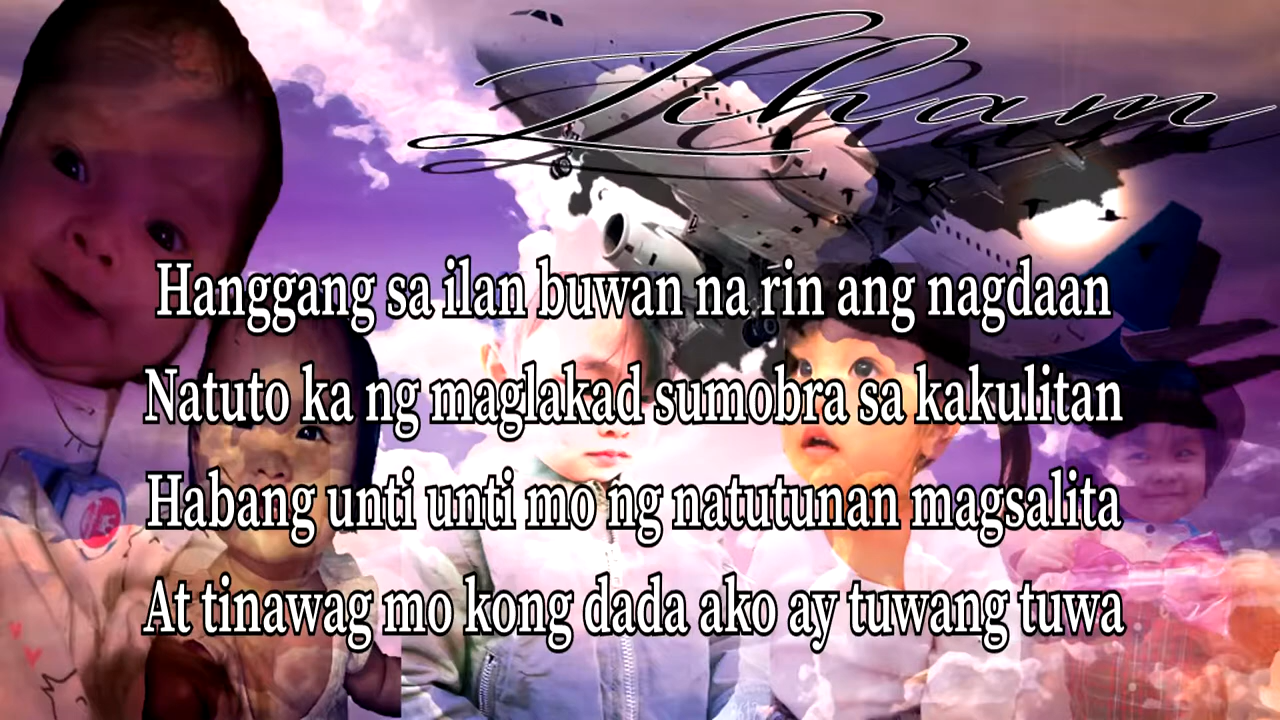 Liham
Hanggang sa ilan buwan na rin ang nagdaan
Natuto ka ng maglakad sumobra sa kakulitan
Habang unti unti mo ng natutunan magsalita
At tinawag mo kong dada ako ay tuwang tuwa